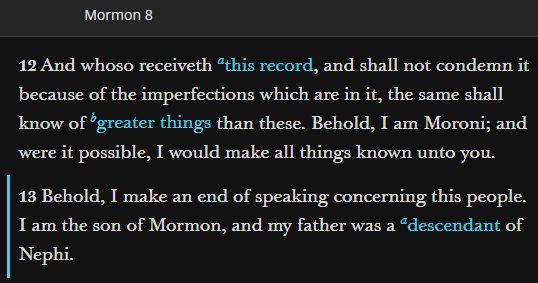 Mormon 8
12 And whoso receiveth athis record, and shall not condemn it
because of the imperfections which are in it, the same shall
know of bgreater things than these. Behold, I am Moroni; and
were it possible, I would make all things known unto you.
13 Behold, I make an end of speaking concerning this people.
I am the son of Mormon, and my father was a adescendant of
Nephi.